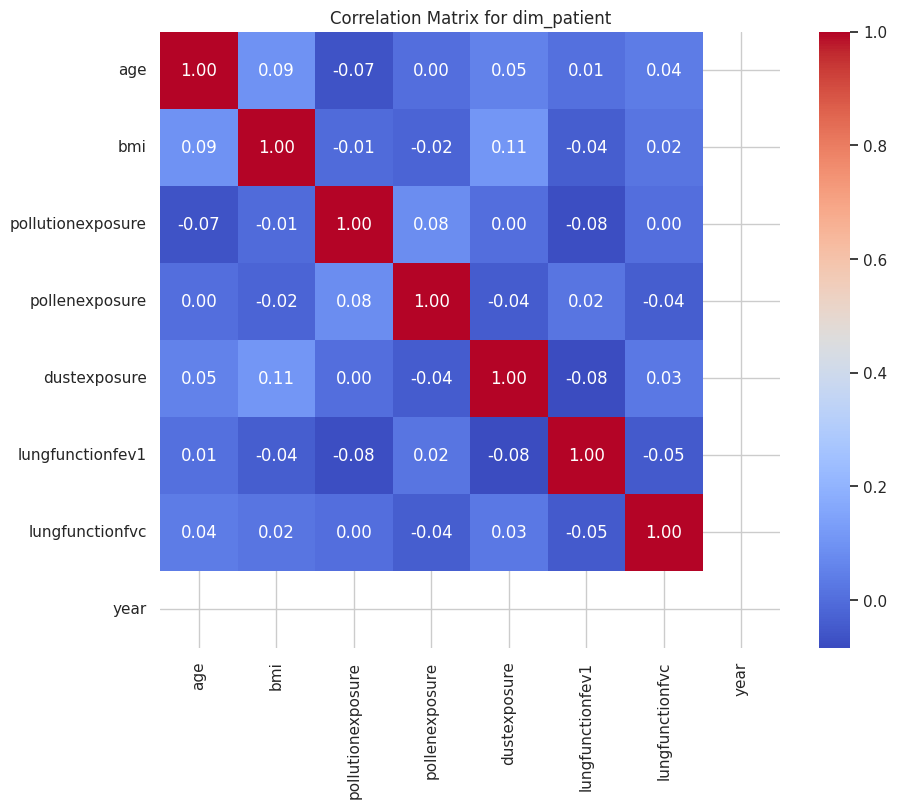 Correlation Matrix for dim_patient
age 1.00 0.09 -0.07 0.00 0.05 0.01 0.04
bmi 0.09 1.00 -0.01 -0.02 0.11 -0.04 0.02
pollutionexposure -0.07 -0.01 1.00 0.08 0.00 -0.08 0.00
pollenexposure 0.00 -0.02 0.08 1.00 -0.04 0.02 -0.04
dustexposure 0.05 0.11 0.00 -0.04 1.00 -0.08 0.03
lungfunctionfev1 0.01 -0.04 -0.08 0.02 -0.08 1.00 -0.05
lungfunctionfvc 0.04 0.02 0.00 -0.04 0.03 -0.05 1.00
year
age bmi pollutionexposure pollenexposure dustexposure lungfunctionfev1 lungfunctionfvc year
1.0
0.8
0.6
0.4
0.2
0.0